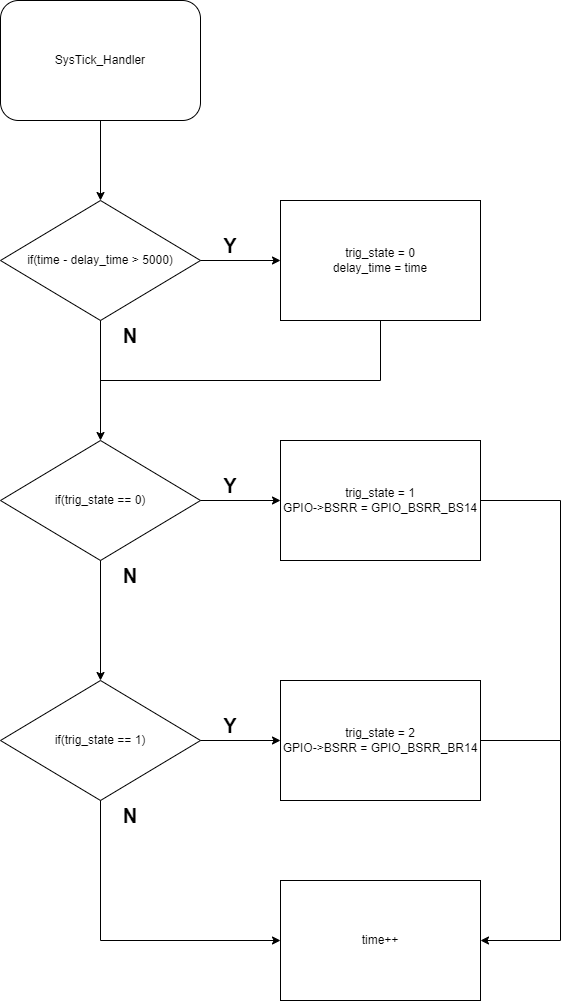 SysTick_Handler
if(time - delay_time > 5000)
Y
trig_state = 0
delay_time = time
N
if(trig_state == 0)
Y
trig_state = 1
GPIO->BSRR = GPIO_BSRR_BS14
N
if(trig_state == 1)
Y
trig_state = 2
GPIO->BSRR = GPIO_BSRR_BR14
N
time++